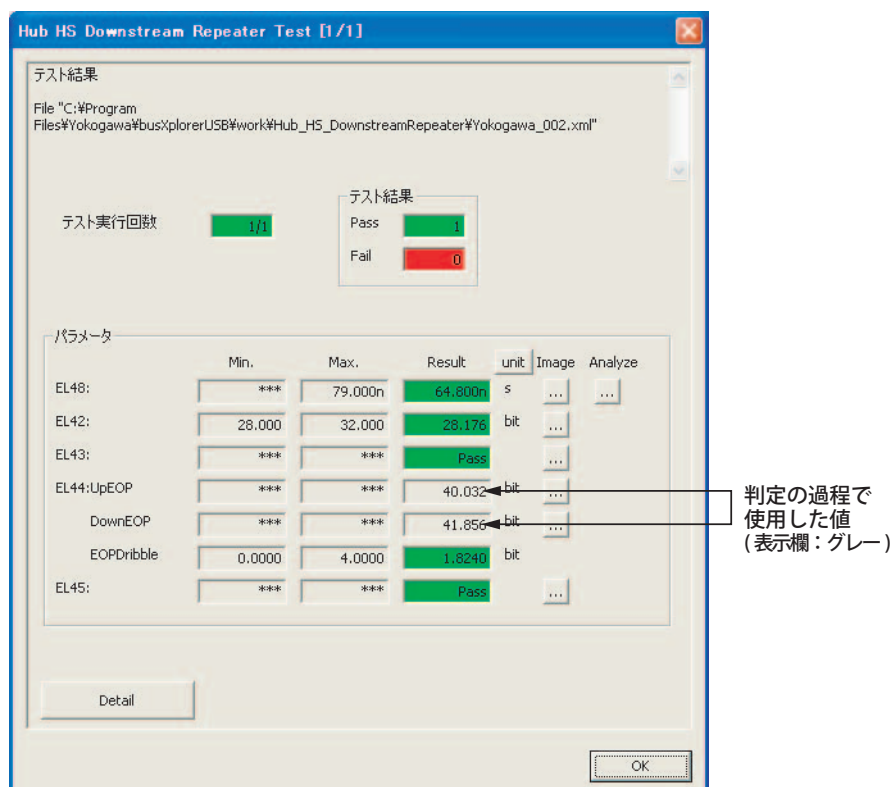 Hub HS Downstream Repeater Test [1/1]
テスト結果
File "C:¥Program
Files¥Yokogawa¥busXplorerUSB¥work¥Hub_HS_DownstreamRepeater¥Yokogawa_002.xml"
テスト結果
テスト実行回数 1/1 Pass 1
Fail 0
パラメータ
Min. Max. Result unit Image Analyze
EL48: *** 79.000n 64.800n s ... ...
EL42: 28.000 32.000 28.176 bit ...
EL43: *** *** Pass ...
EL44:UpEOP *** *** 40.032 bit ...
DownEOP *** *** 41.856 bit ...
EOPDribble 0.0000 4.0000 1.8240 bit
EL45: *** *** Pass ...
判定の過程で
使用した値
(表示欄：グレー)
Detail
OK